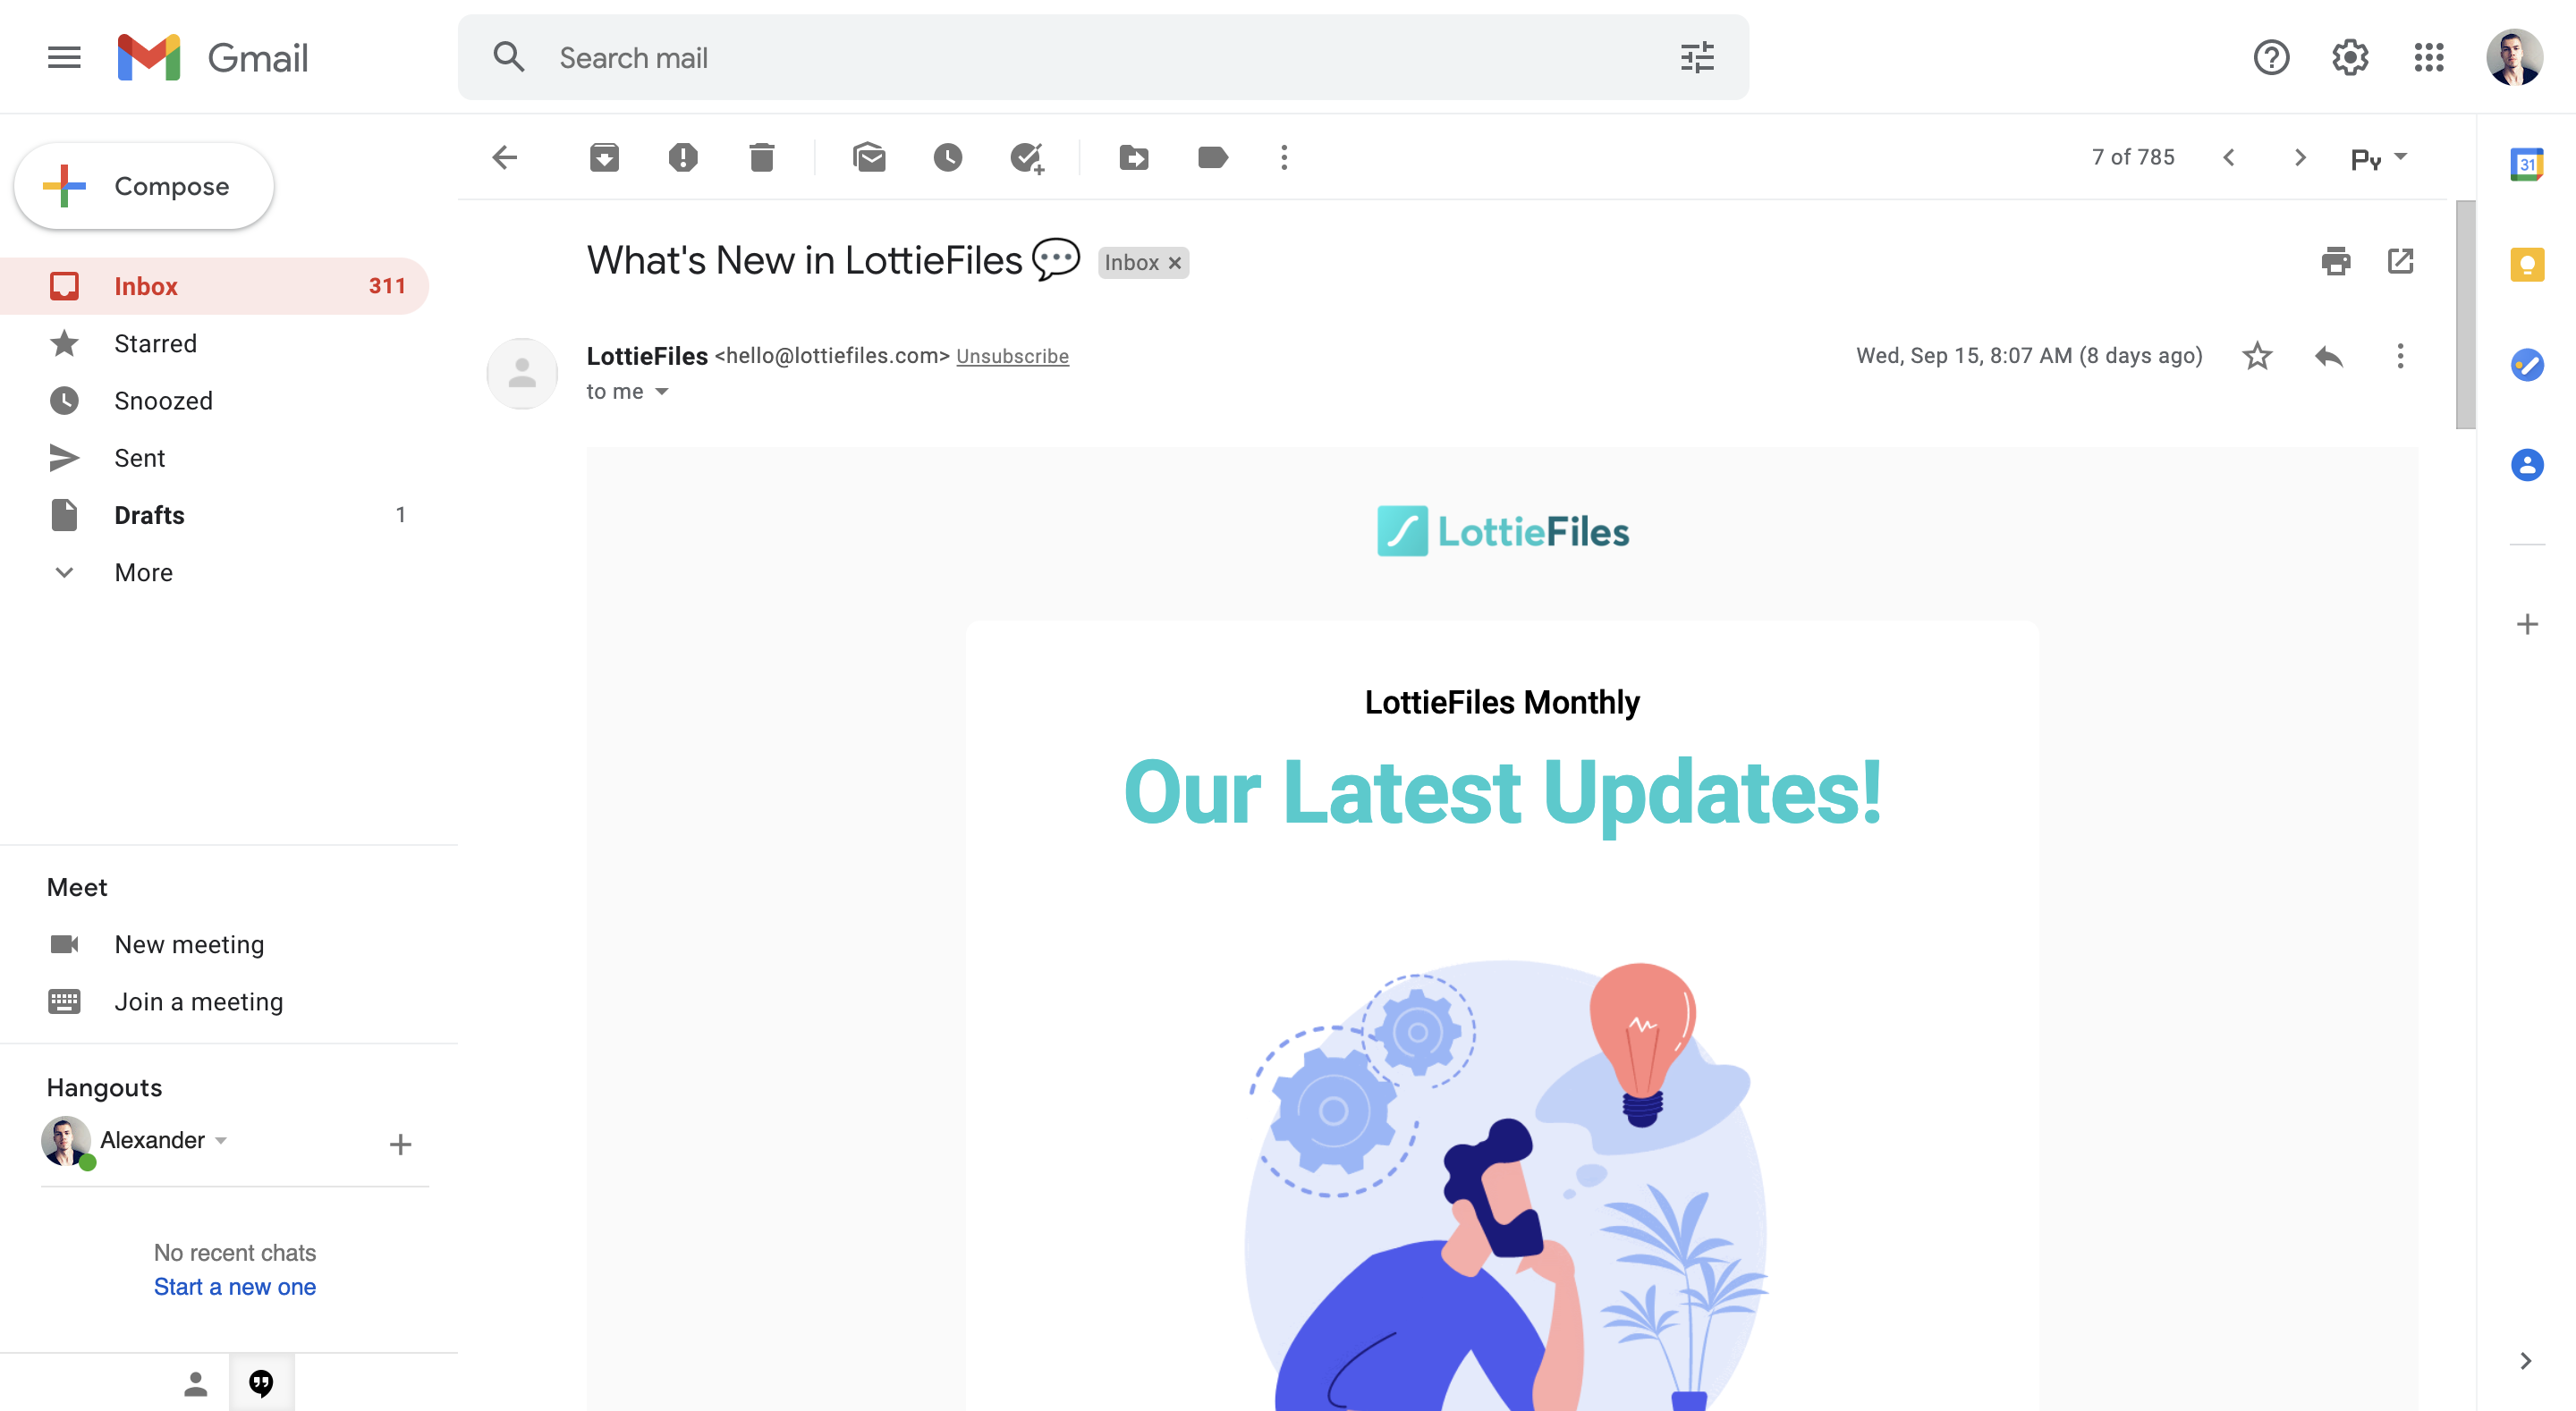 Gmail
Search mail
Compose
Inbox 311
Starred
Snoozed
Sent
Drafts 1
More
Meet
New meeting
Join a meeting
Hangouts
Alexander
No recent chats
Start a new one
7 of 785
Ру
What's New in LottieFiles 💬 Inbox ×
LottieFiles <hello@lottiefiles.com> Unsubscribe
Wed, Sep 15, 8:07 AM (8 days ago)
to me
LottieFiles
LottieFiles Monthly
Our Latest Updates!
31